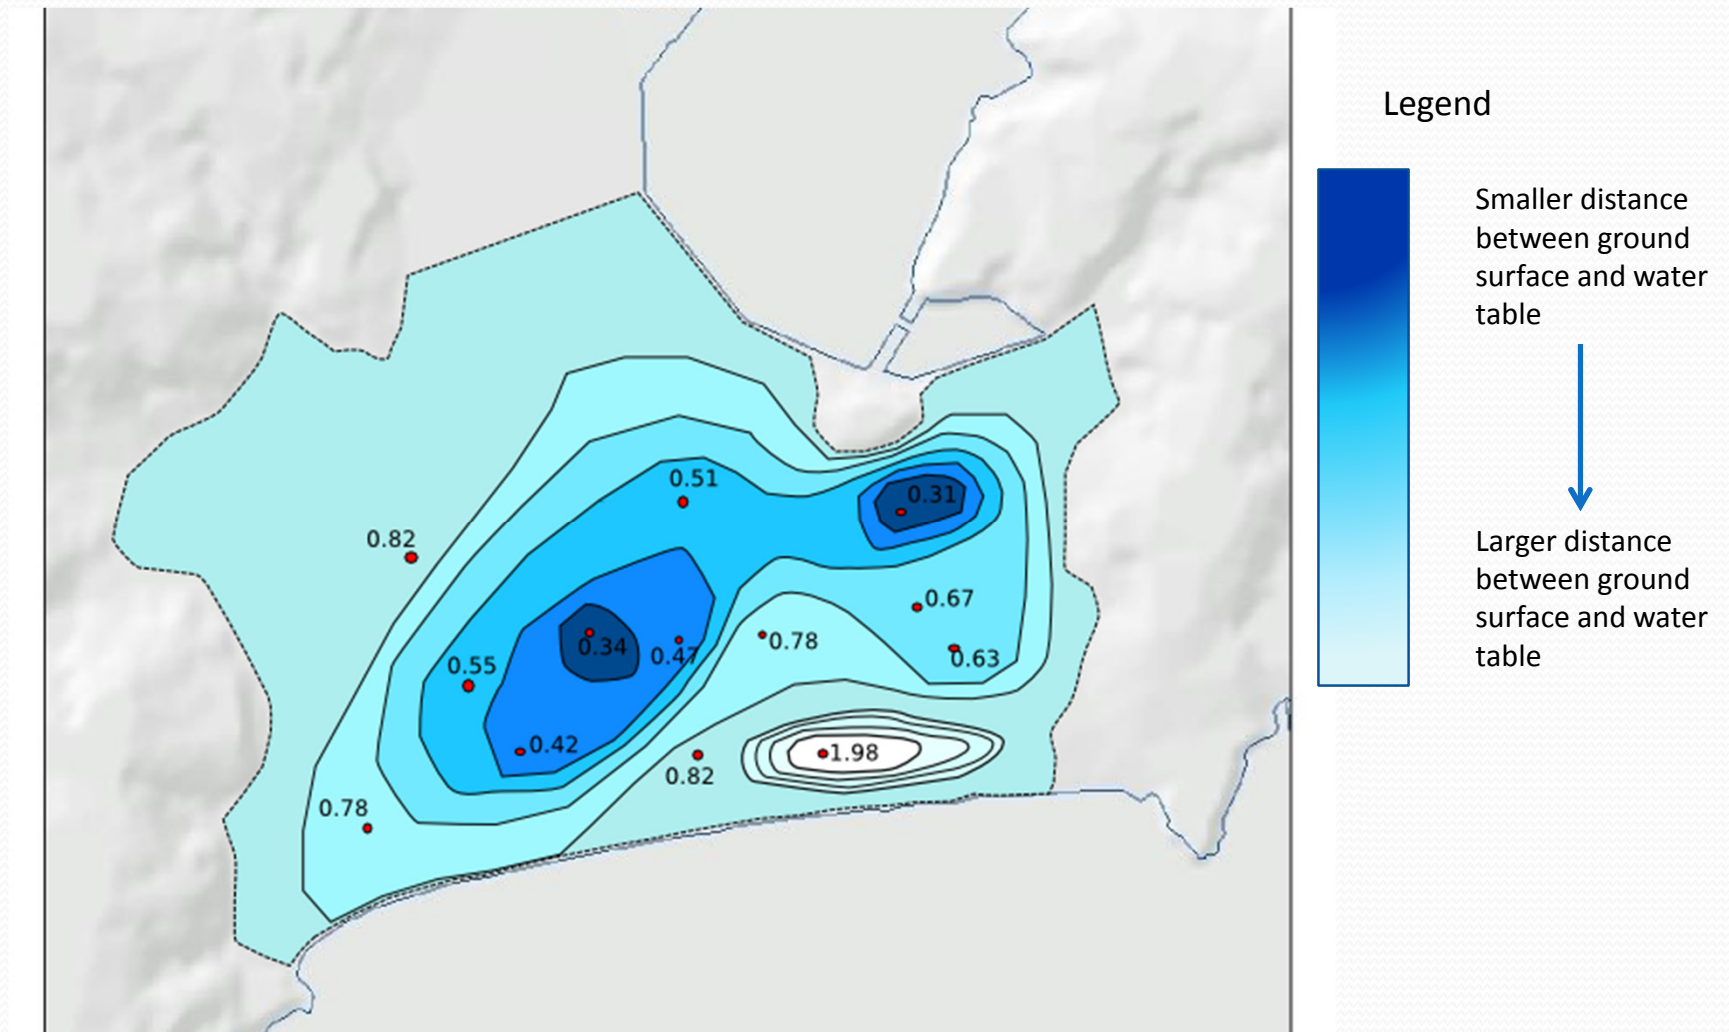 Legend
Smaller distance
between ground
surface and water
table
Larger distance
between ground
surface and water
table
0.51
0.31
0.82
0.67
0.78
0.34
0.47
0.55
0.63
0.42
1.98
0.82
0.78